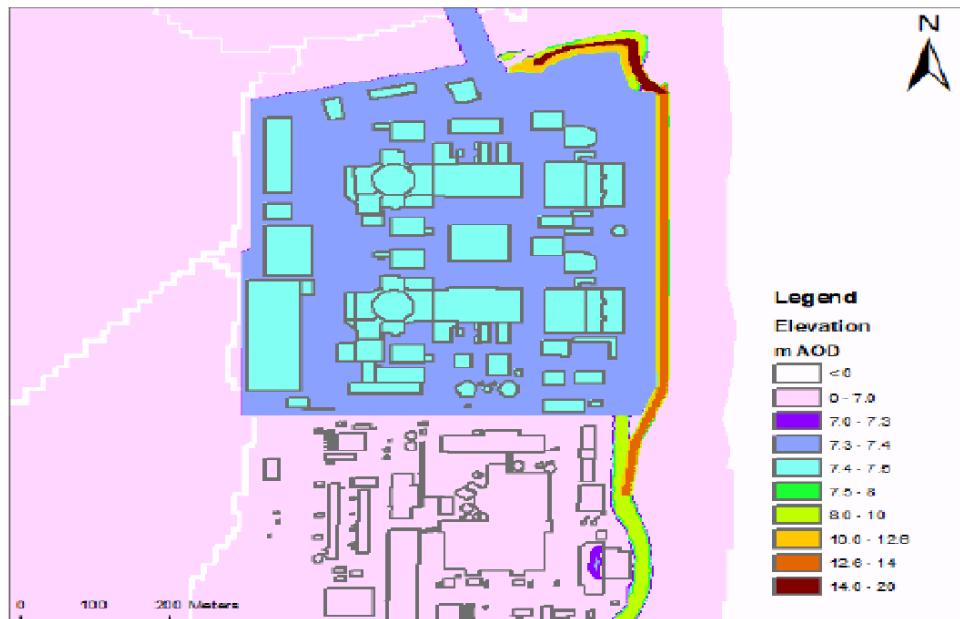 N
Legend
Elevation
m AOD
<0
0 - 7.0
7.0 - 7.3
7.3 - 7.4
7.4 - 7.5
7.5 - 8
8.0 - 10
10.0 - 12.6
12.6 - 14
14.0 - 20
0 100 200 Meters